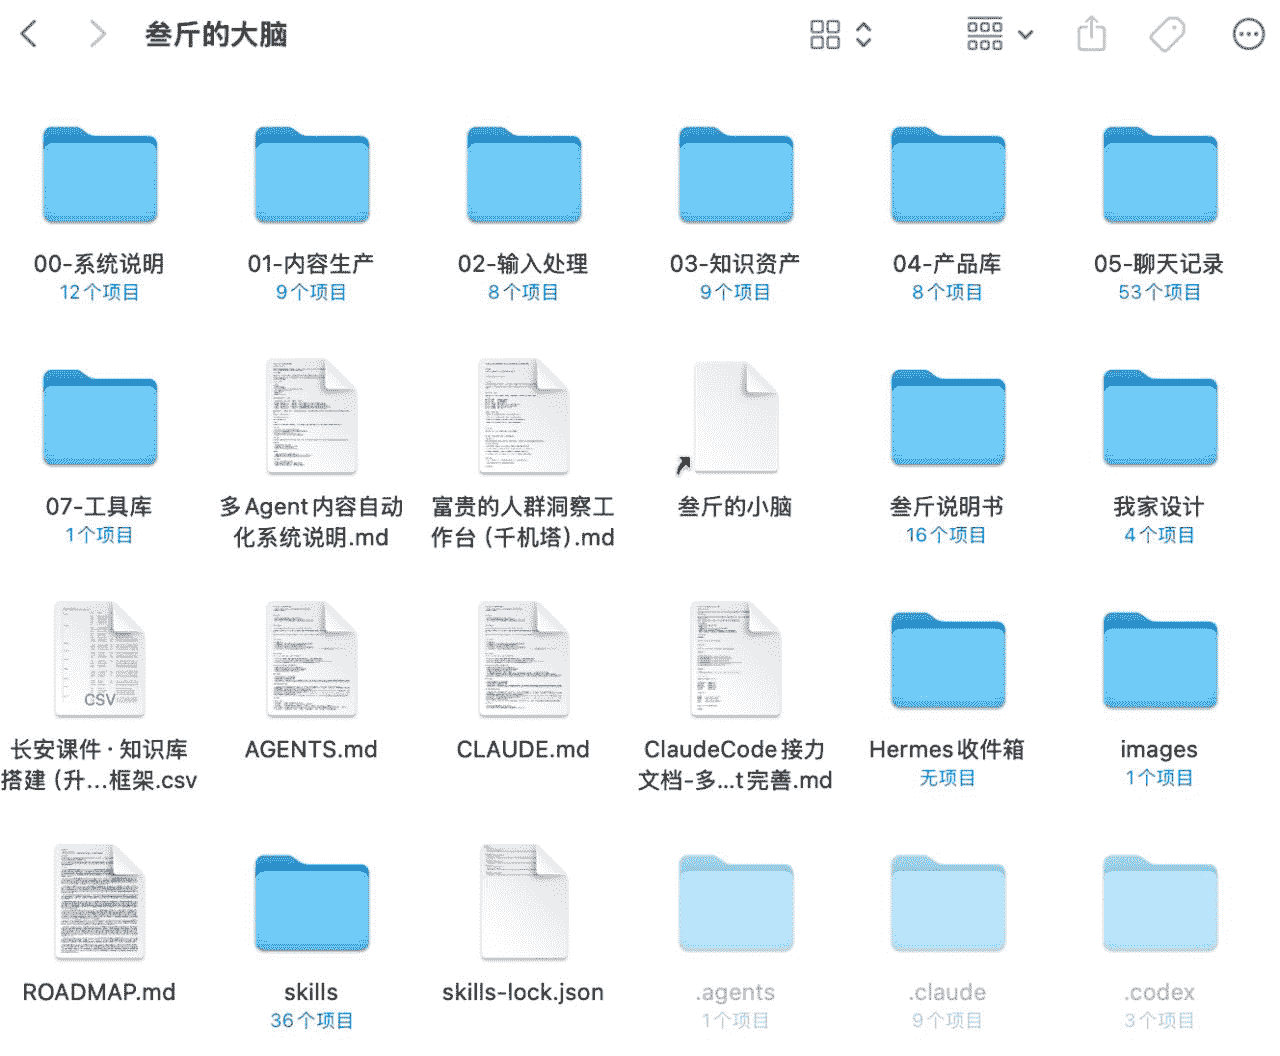 叁斤的大脑
00-系统说明
12个项目
01-内容生产
9个项目
02-输入处理
8个项目
03-知识资产
9个项目
04-产品库
8个项目
05-聊天记录
53个项目
07-工具库
1个项目
多Agent内容自动
化系统说明.md
富贵的人群洞察工
作台（千机塔）.md
叁斤的小脑
叁斤说明书
16个项目
我家设计
4个项目
CSV
长安课件·知识库
搭建（升...框架.csv
AGENTS.md
CLAUDE.md
ClaudeCode接力
文档-多...t完善.md
Hermes收件箱
无项目
images
1个项目
ROADMAP.md
skills
36个项目
skills-lock.json
.agents
1个项目
.claude
9个项目
.codex
3个项目